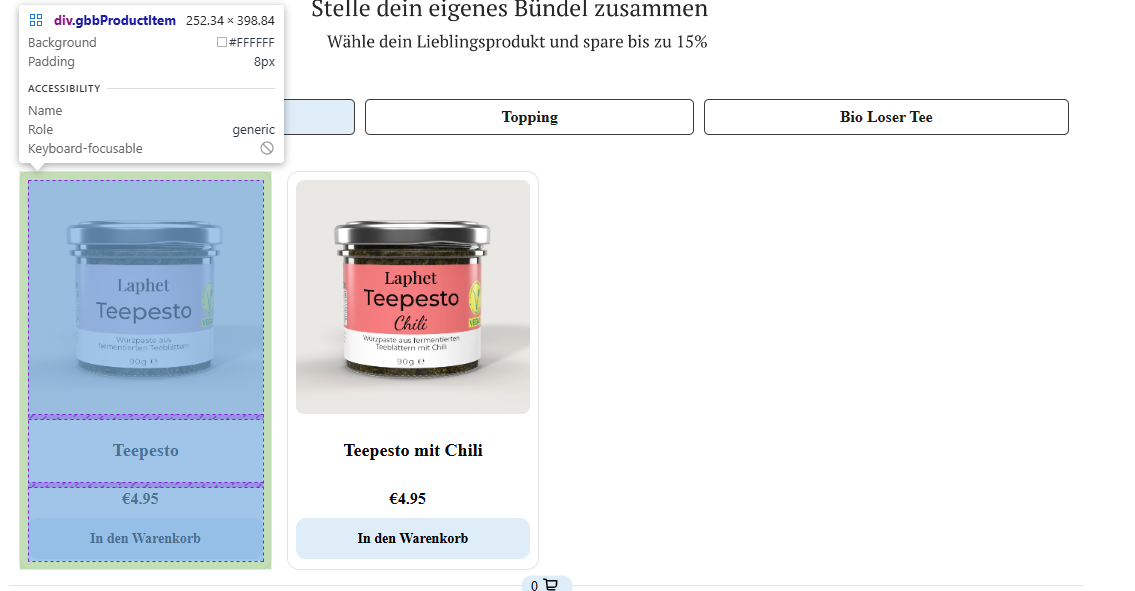 Stelle dein eigenes Bündel zusammen
Wähle dein Lieblingsprodukt und spare bis zu 15%
div.gbbProductItem 252.34 × 398.84
Background #FFFFFF
Padding 8px
ACCESSIBILITY
Name
Role generic
Keyboard-focusable
Topping
Bio Loser Tee
Laphet
Teepesto
Würzpaste aus
fermentierten
Teeblättern
90g ℮
VEGAN
Teepesto
€4.95
In den Warenkorb
Laphet
Teepesto
Chili
Würzpaste aus fermentierten
Teeblättern mit Chili
90g ℮
VEGAN
Teepesto mit Chili
€4.95
In den Warenkorb
0